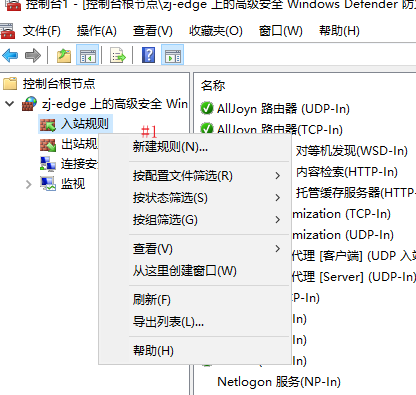 控制台1 - [控制台根节点\zj-edge 上的高级安全 Windows Defender 防
文件(F) 操作(A) 查看(V) 收藏夹(O) 窗口(W) 帮助(H)
控制台根节点
zj-edge 上的高级安全 Win
入站规则
#1
出站规
连接安
监视
新建规则(N)...
按配置文件筛选(R)
按状态筛选(S)
按组筛选(G)
查看(V)
从这里创建窗口(W)
刷新(F)
导出列表(L)...
帮助(H)
名称
AllJoyn 路由器 (UDP-In)
AllJoyn 路由器(TCP-In)
对等机发现(WSD-In)
内容检索(HTTP-In)
托管缓存服务器(HTTP-In)
mization (TCP-In)
mization (UDP-In)
代理 [客户端] (UDP 入站
代理 [Server] (UDP-In)
P-In)
In)
In)
Netlogon 服务(NP-In)